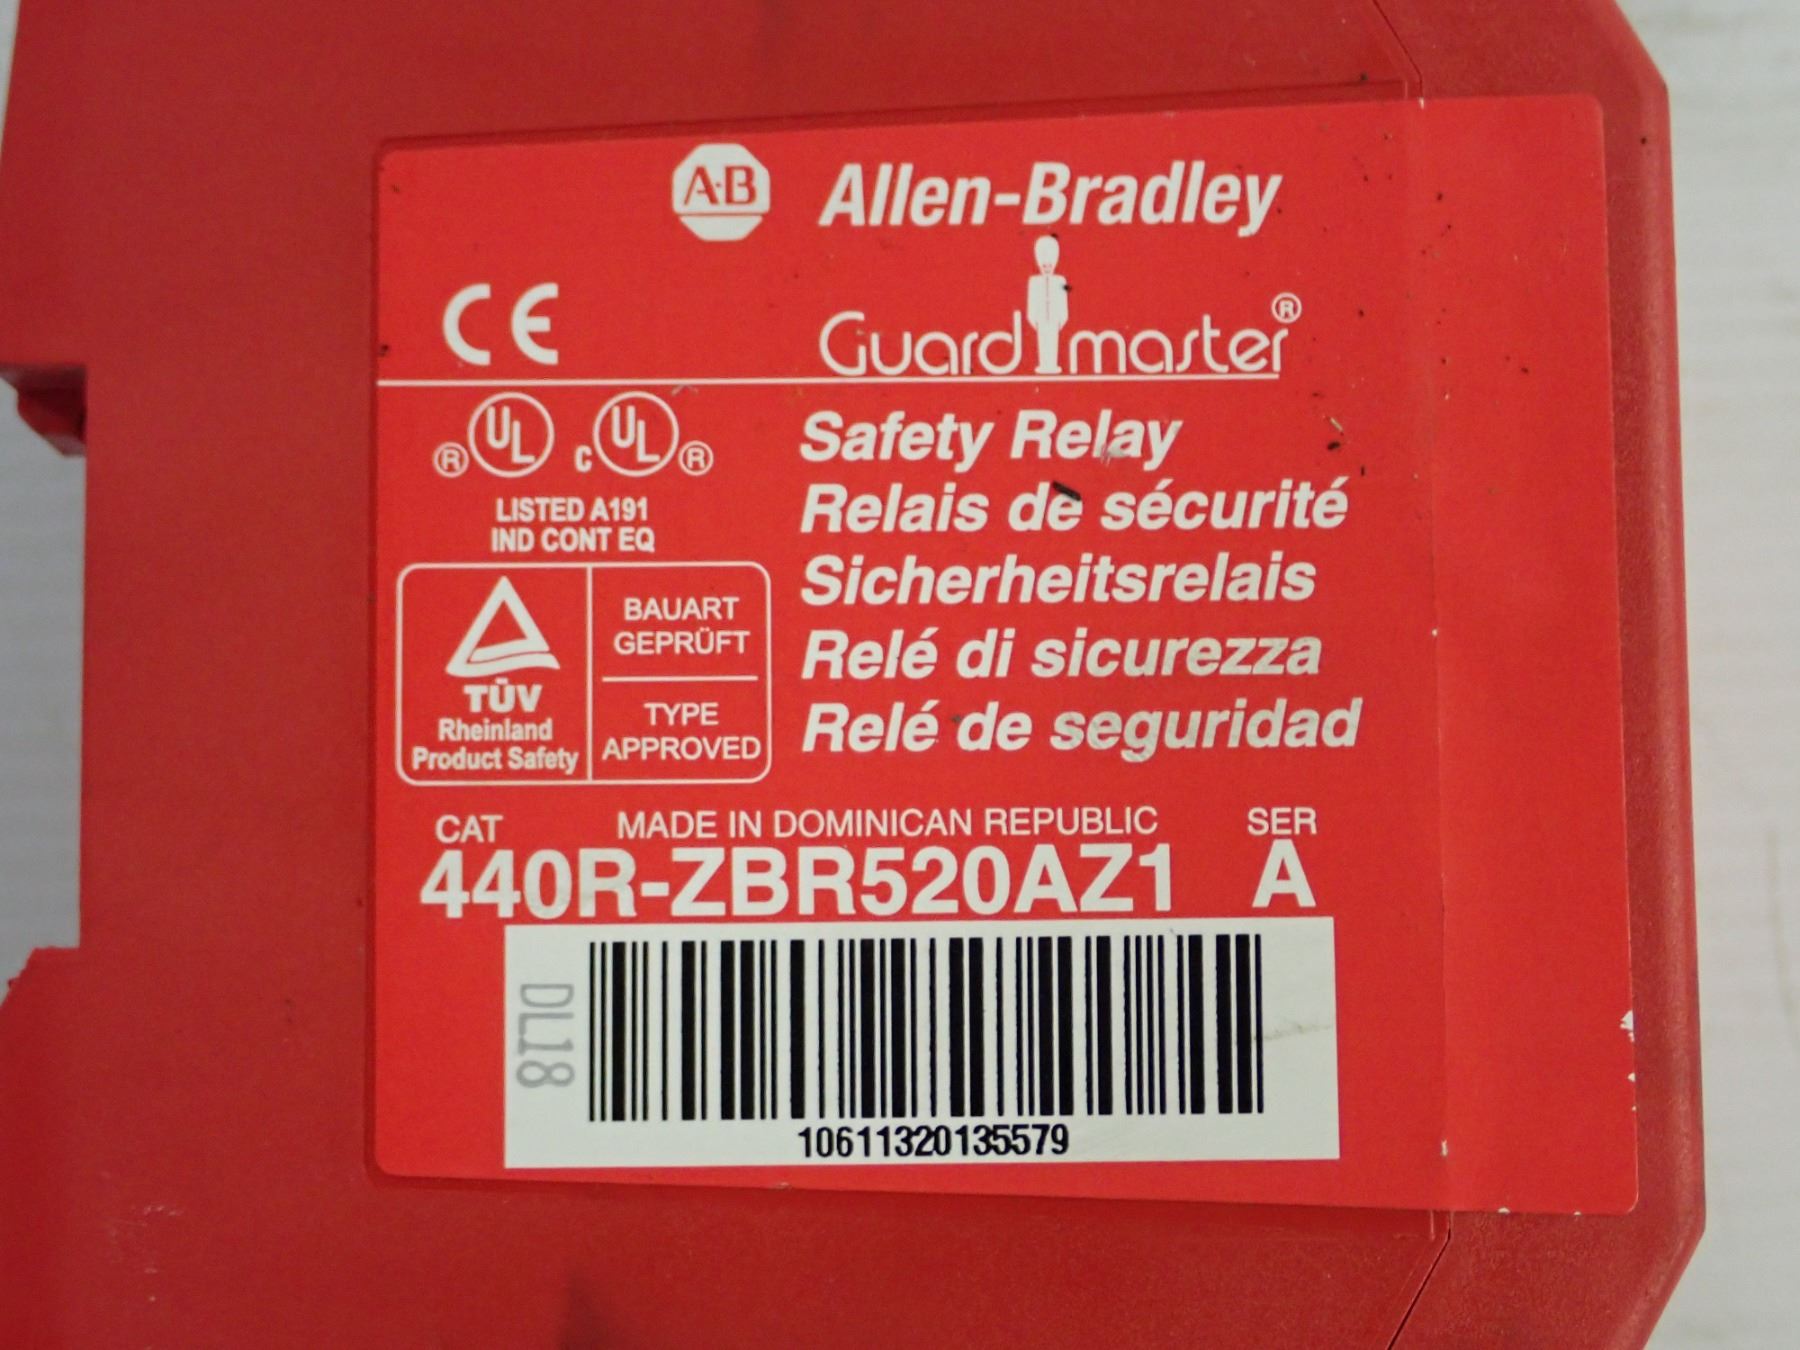 A-B Allen-Bradley
CE Guardmaster®
® UL c UL ®
LISTED A191
IND CONT EQ
Safety Relay
Relais de sécurité
Sicherheitsrelais
Relé di sicurezza
Relé de seguridad
TÜV
Rheinland
Product Safety
BAUART
GEPRÜFT
TYPE
APPROVED
CAT MADE IN DOMINICAN REPUBLIC SER
440R-ZBR520AZ1 A
DL18
10611320135579